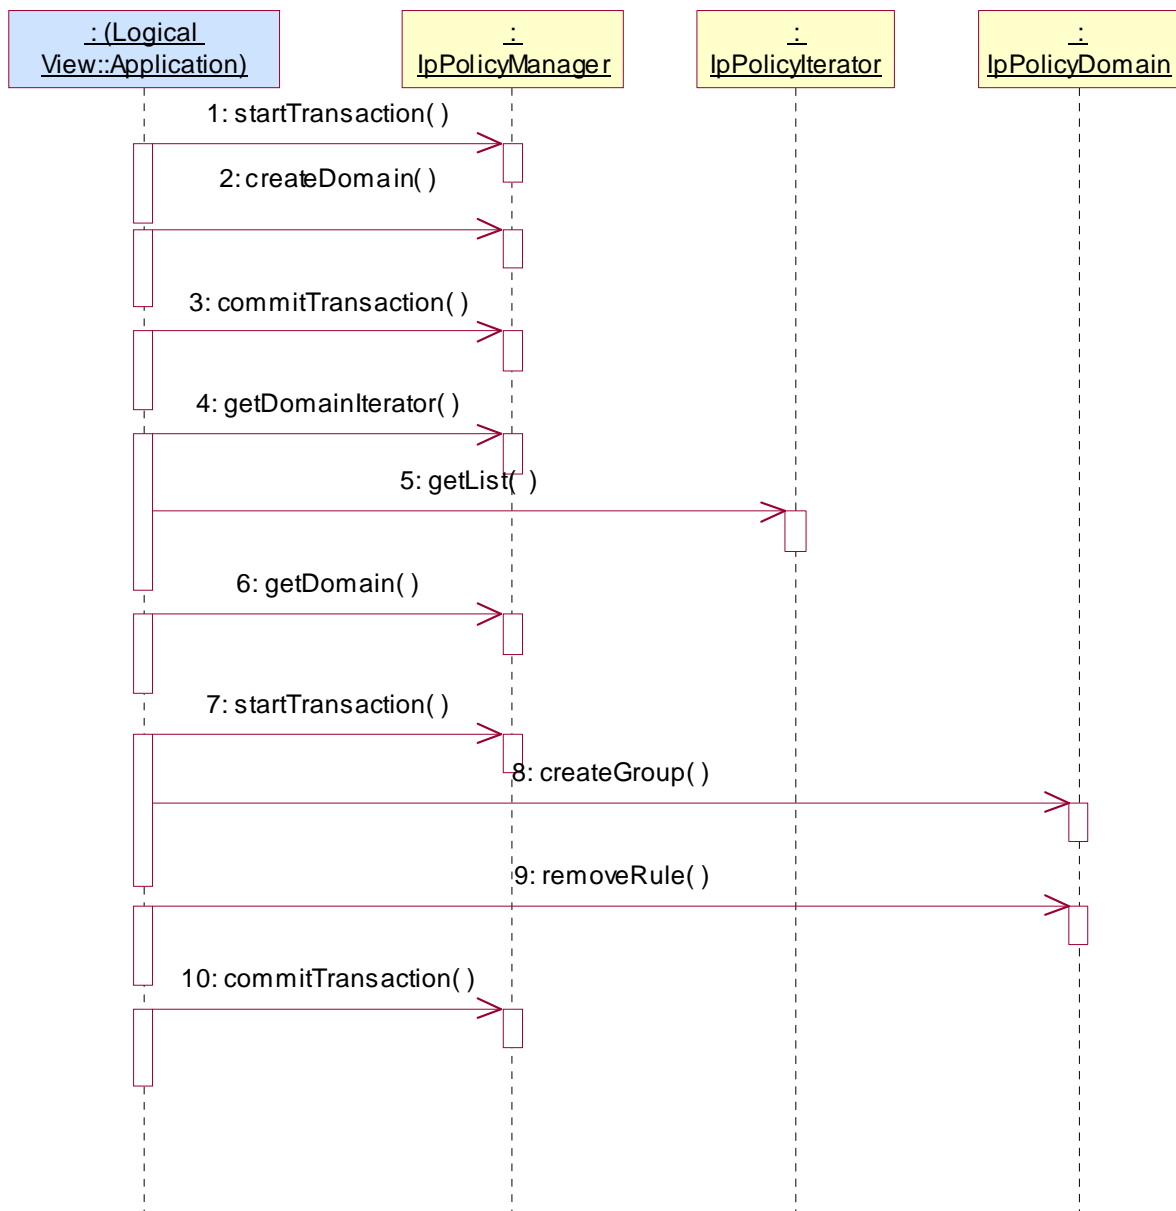 : (Logical
View::Application)
:
IpPolicyManager
:
IpPolicyIterator
:
IpPolicyDomain
1: startTransaction( )
2: createDomain( )
3: commitTransaction( )
4: getDomainIterator( )
5: getList( )
6: getDomain( )
7: startTransaction( )
8: createGroup( )
9: removeRule( )
10: commitTransaction( )